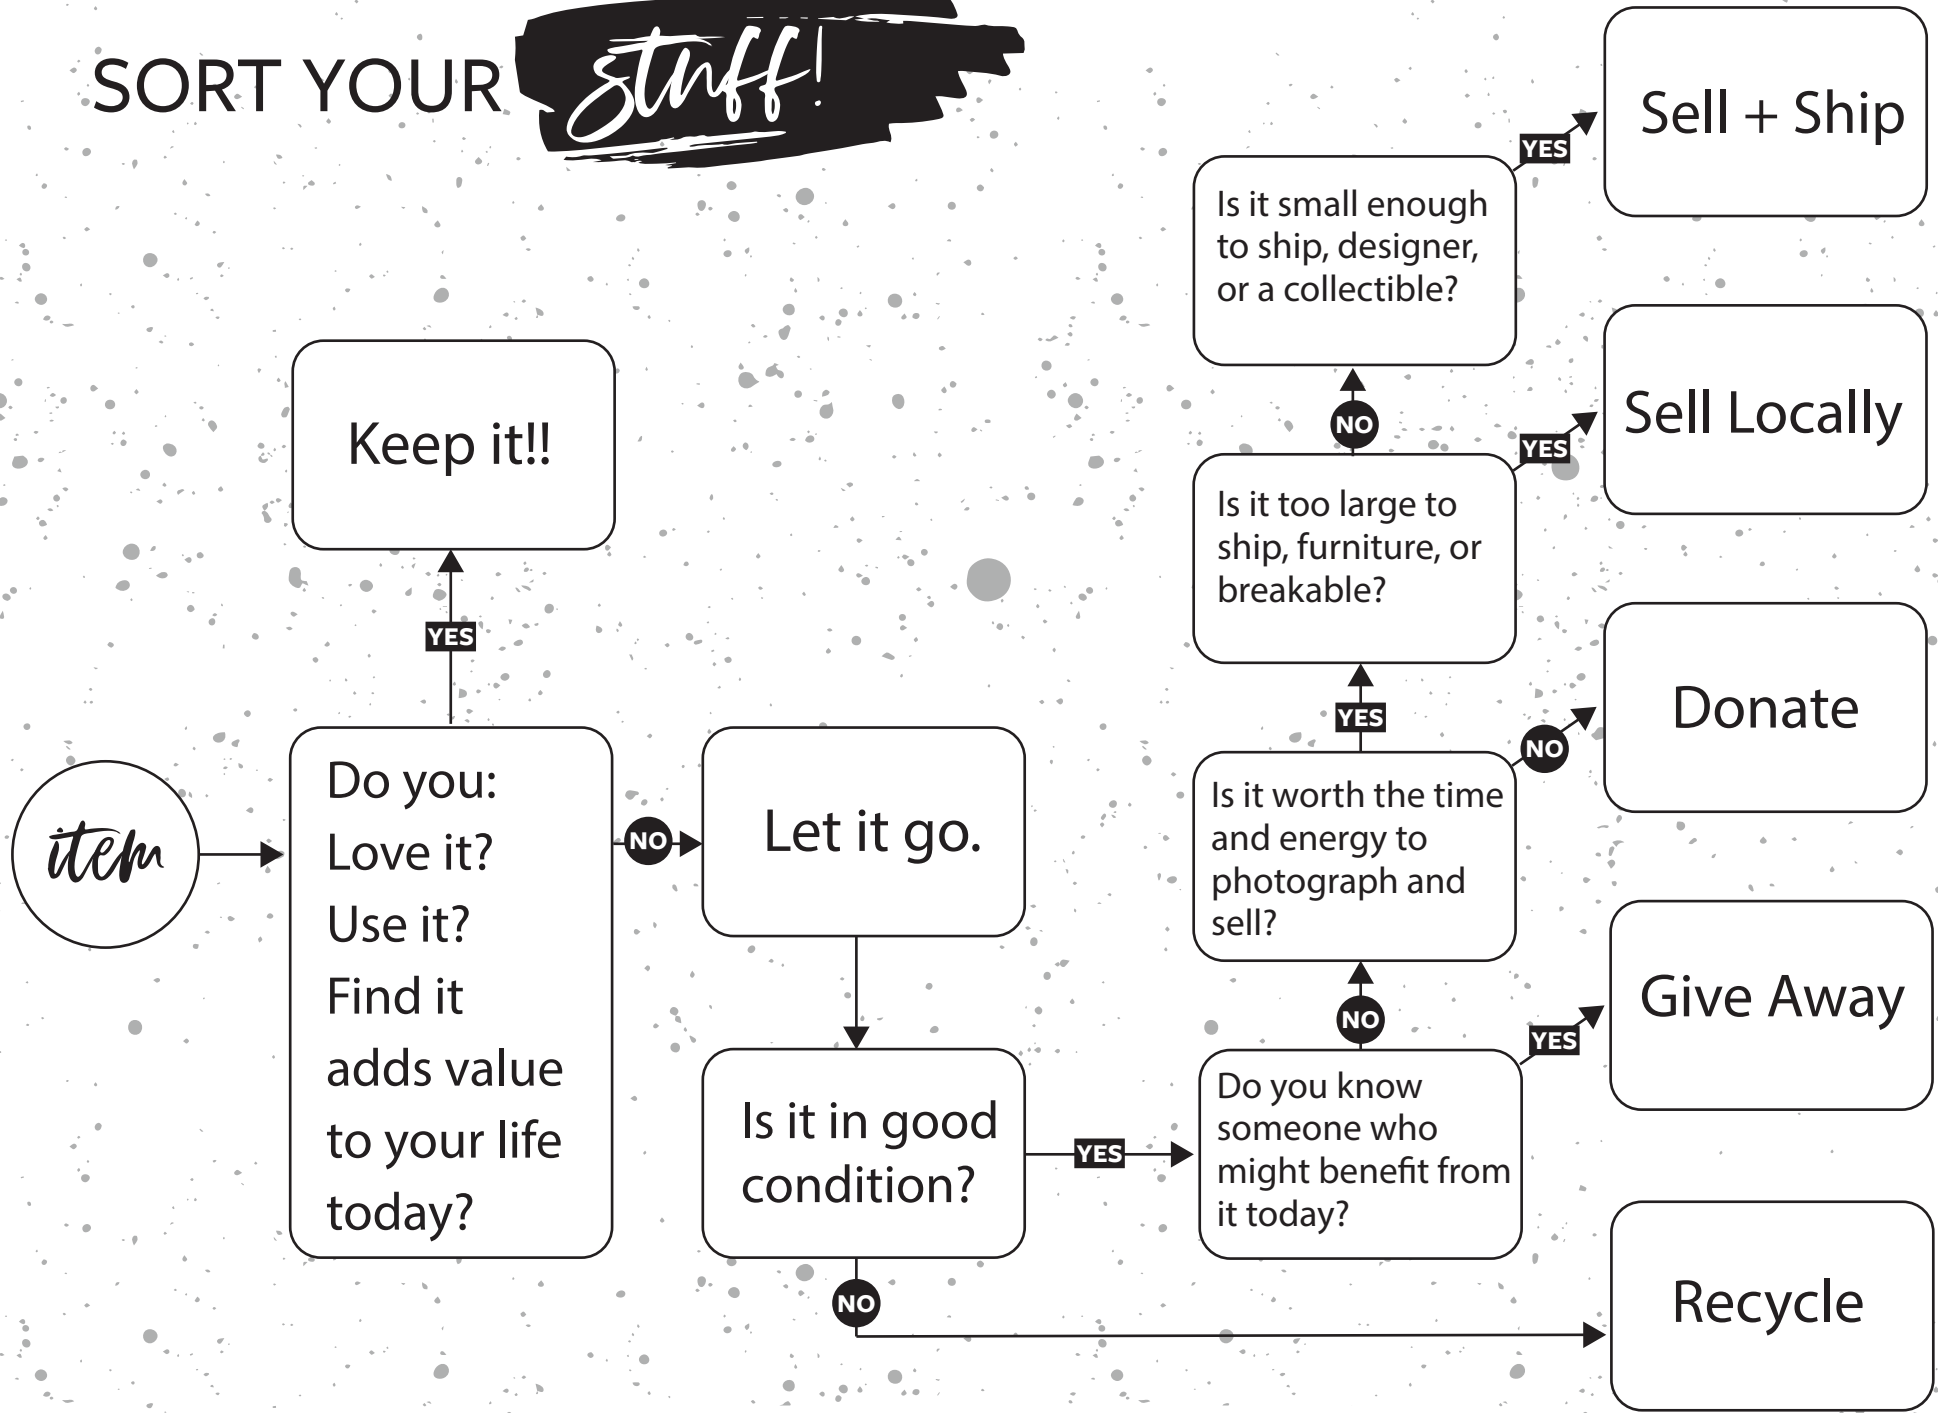 SORT YOUR stuff!
item
Do you:
Love it?
Use it?
Find it
adds value
to your life
today?
YES
Keep it!!
NO
Let it go.
Is it in good
condition?
NO
Recycle
YES
Do you know
someone who
might benefit from
it today?
YES
Give Away
NO
Is it worth the time
and energy to
photograph and
sell?
NO
Donate
YES
Is it too large to
ship, furniture, or
breakable?
YES
Sell Locally
NO
Is it small enough
to ship, designer,
or a collectible?
YES
Sell + Ship